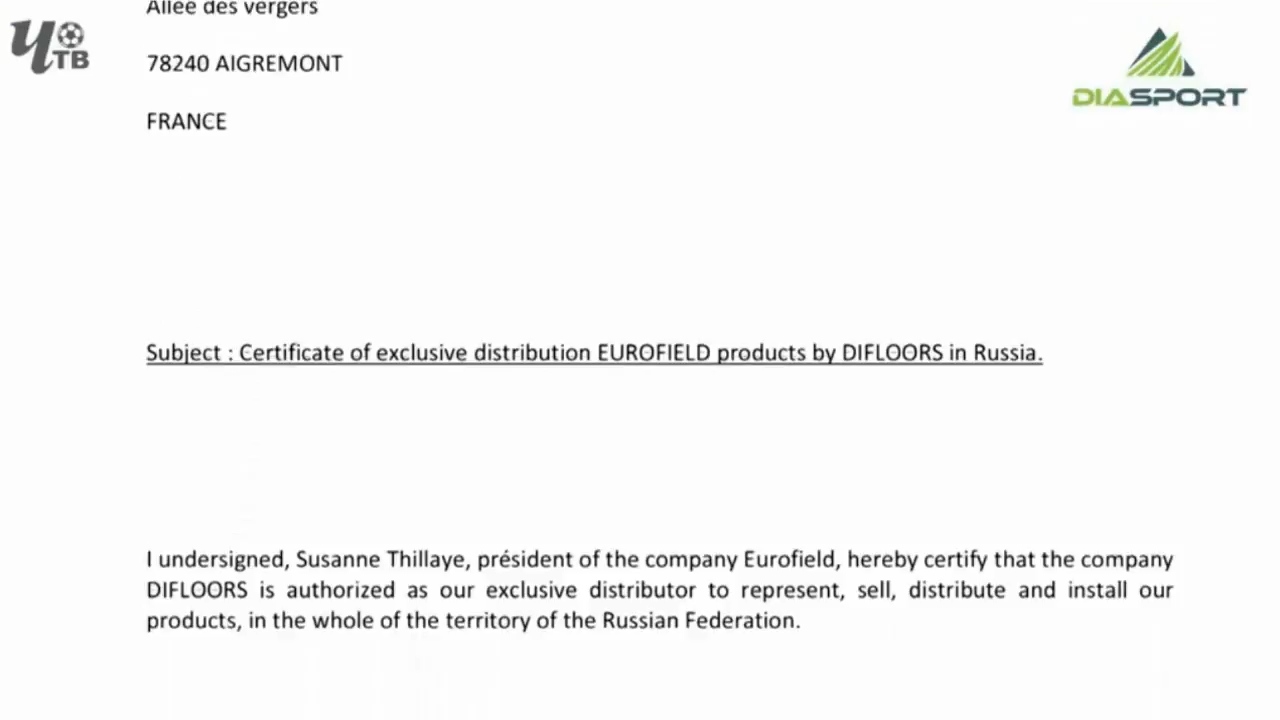 Allée des vergers
ЧТВ
78240 AIGREMONT
DIASPORT
FRANCE
Subject : Certificate of exclusive distribution EUROFIELD products by DIFLOORS in Russia.
I undersigned, Susanne Thillaye, président of the company Eurofield, hereby certify that the company
DIFLOORS is authorized as our exclusive distributor to represent, sell, distribute and install our
products, in the whole of the territory of the Russian Federation.